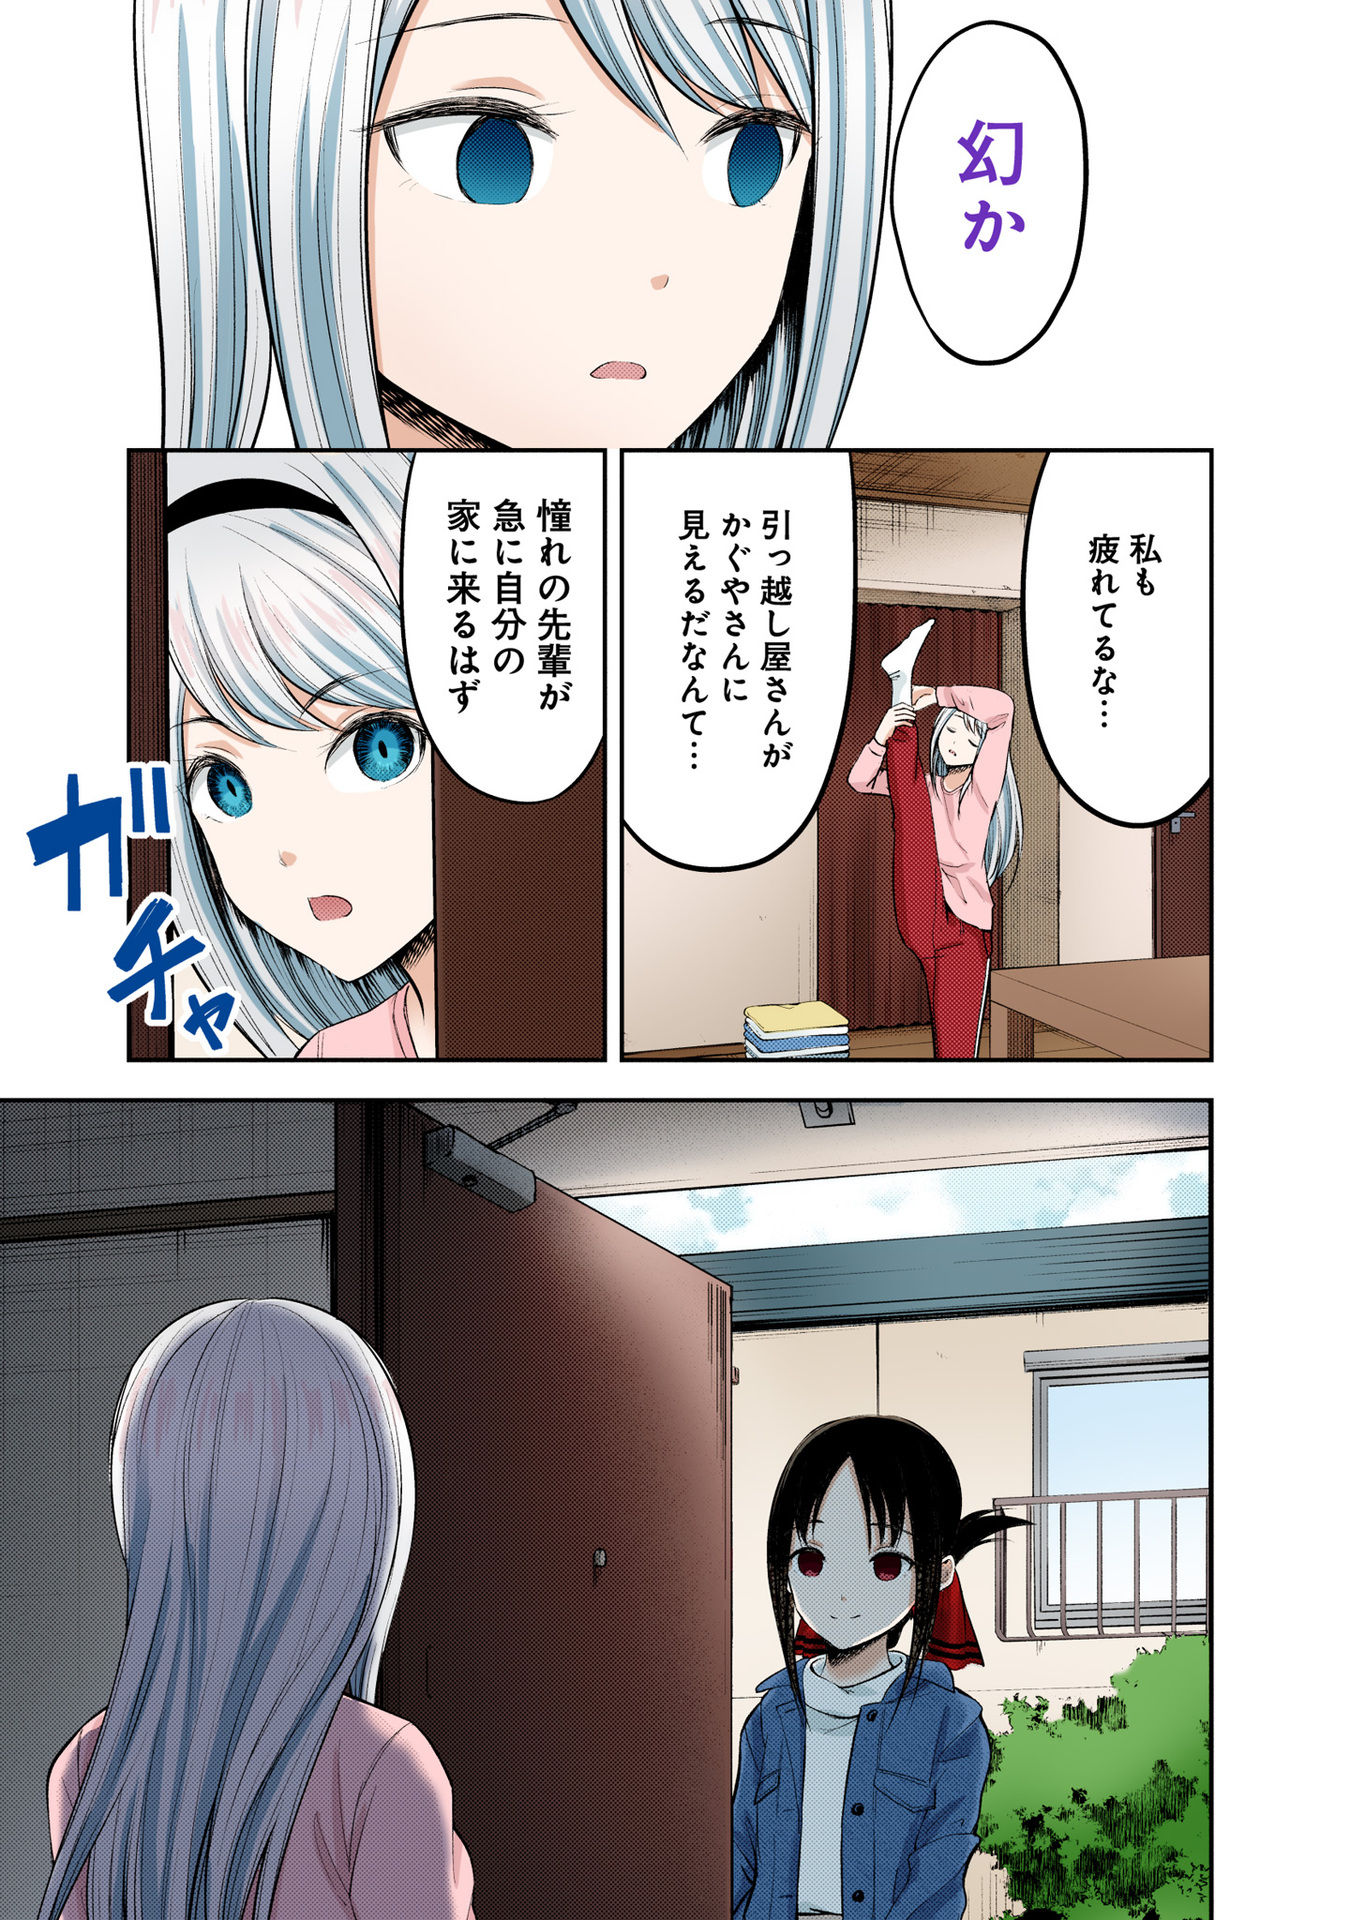 幻か
私も
疲れてるな…
引っ越し屋さんが
かぐやさんに
見えるだなんて…
憧れの先輩が
急に自分の
家に来るはず
ガチャ